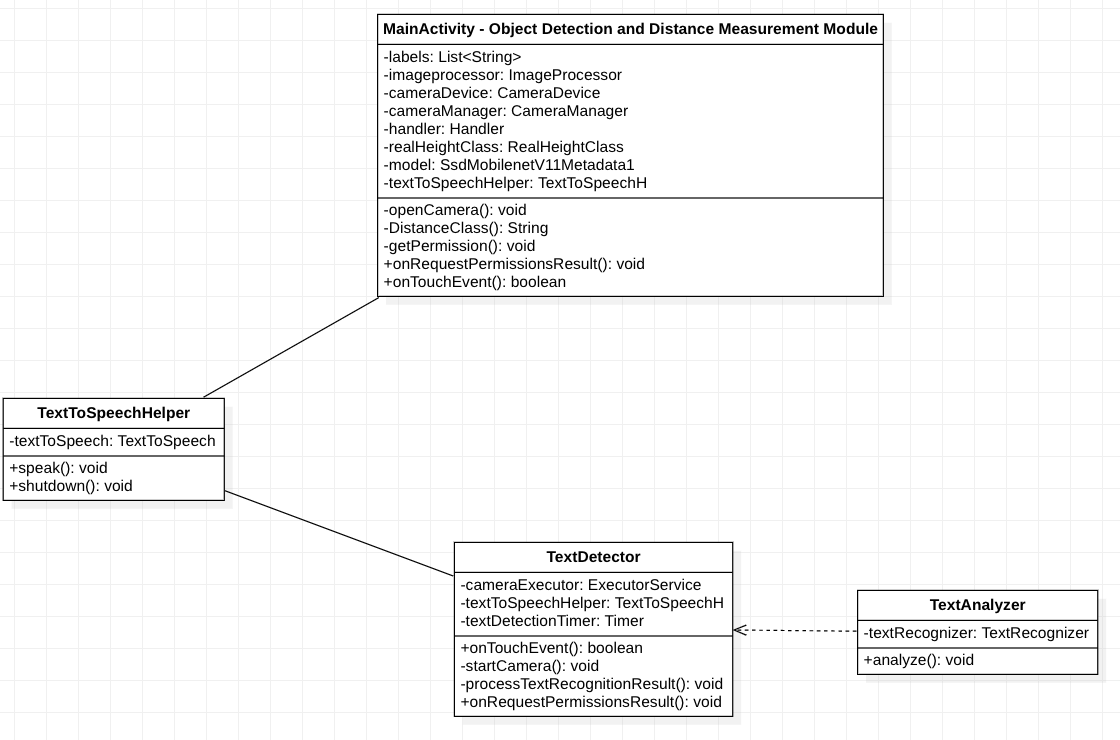 MainActivity - Object Detection and Distance Measurement Module
-labels: List<String>
-imageprocessor: ImageProcessor
-cameraDevice: CameraDevice
-cameraManager: CameraManager
-handler: Handler
-realHeightClass: RealHeightClass
-model: SsdMobilenetV11Metadata1
-textToSpeechHelper: TextToSpeechH
-openCamera(): void
-DistanceClass(): String
-getPermission(): void
+onRequestPermissionsResult(): void
+onTouchEvent(): boolean
TextToSpeechHelper
-textToSpeech: TextToSpeech
+speak(): void
+shutdown(): void
TextDetector
-cameraExecutor: ExecutorService
-textToSpeechHelper: TextToSpeechH
-textDetectionTimer: Timer
+onTouchEvent(): boolean
-startCamera(): void
-processTextRecognitionResult(): void
+onRequestPermissionsResult(): void
TextAnalyzer
-textRecognizer: TextRecognizer
+analyze(): void